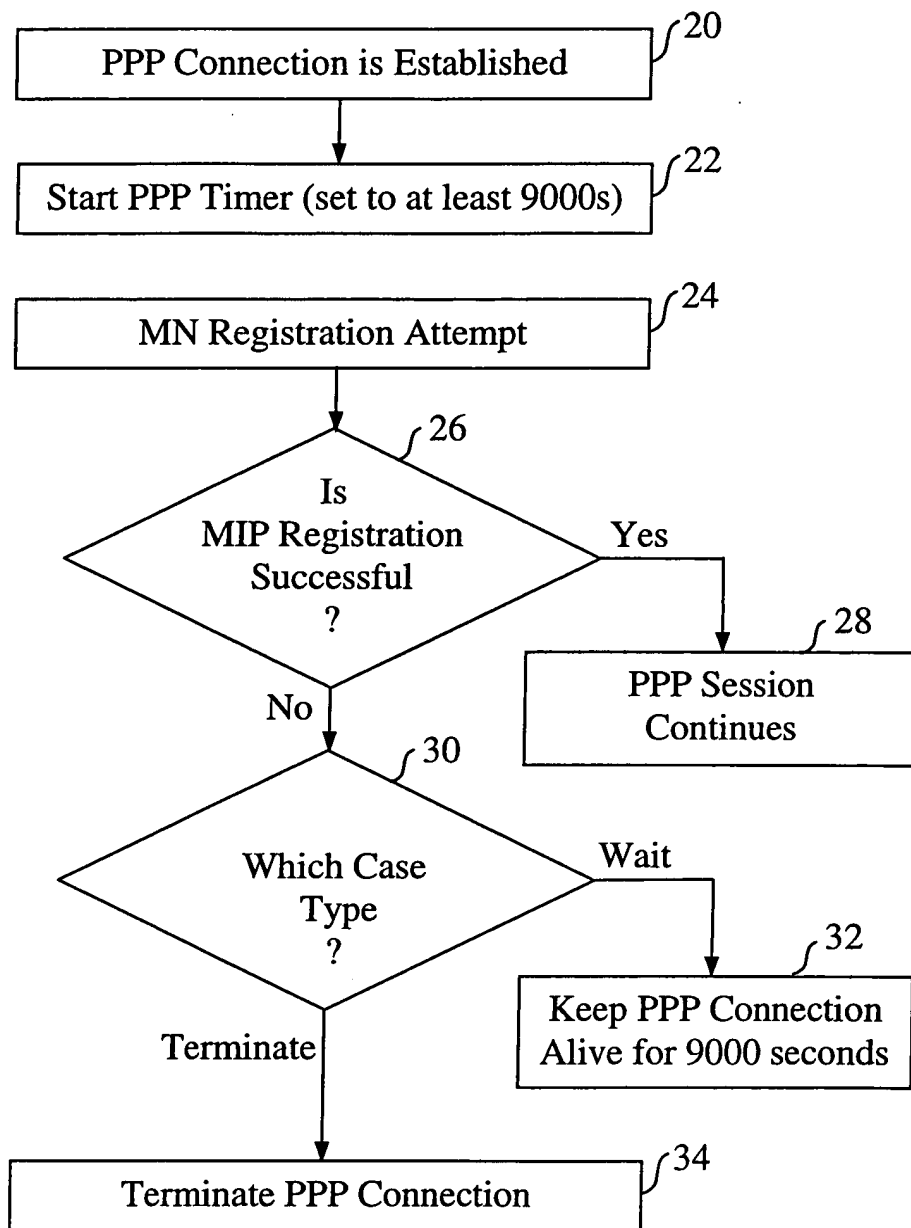 20
PPP Connection is Established
22
Start PPP Timer (set to at least 9000s)
24
MN Registration Attempt
26
Is
MIP Registration
Successful
?
Yes
28
PPP Session
Continues
No
30
Which Case
Type
?
Wait
32
Keep PPP Connection
Alive for 9000 seconds
Terminate
34
Terminate PPP Connection